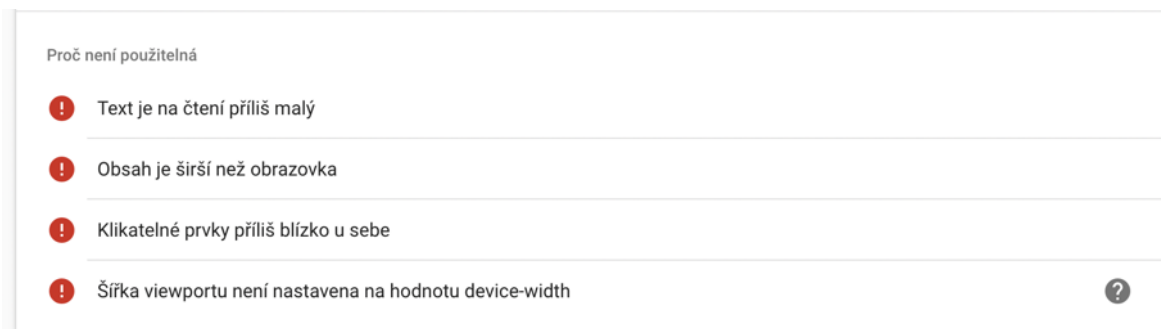 Proč není použitelná
Text je na čtení příliš malý
Obsah je širší než obrazovka
Klikatelné prvky příliš blízko u sebe
Šířka viewportu není nastavena na hodnotu device-width